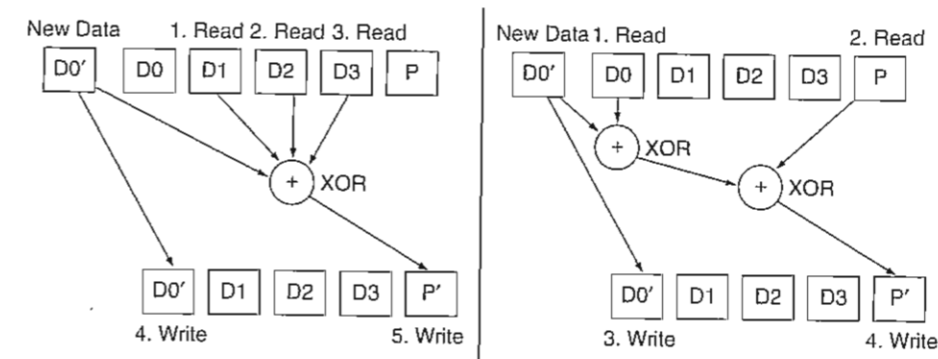 New Data 1. Read 2. Read 3. Read
D0′ D0 D1 D2 D3 P
+ XOR
D0′ D1 D2 D3 P′
4. Write 5. Write
New Data 1. Read 2. Read
D0′ D0 D1 D2 D3 P
+ XOR
+ XOR
D0′ D1 D2 D3 P′
3. Write 4. Write